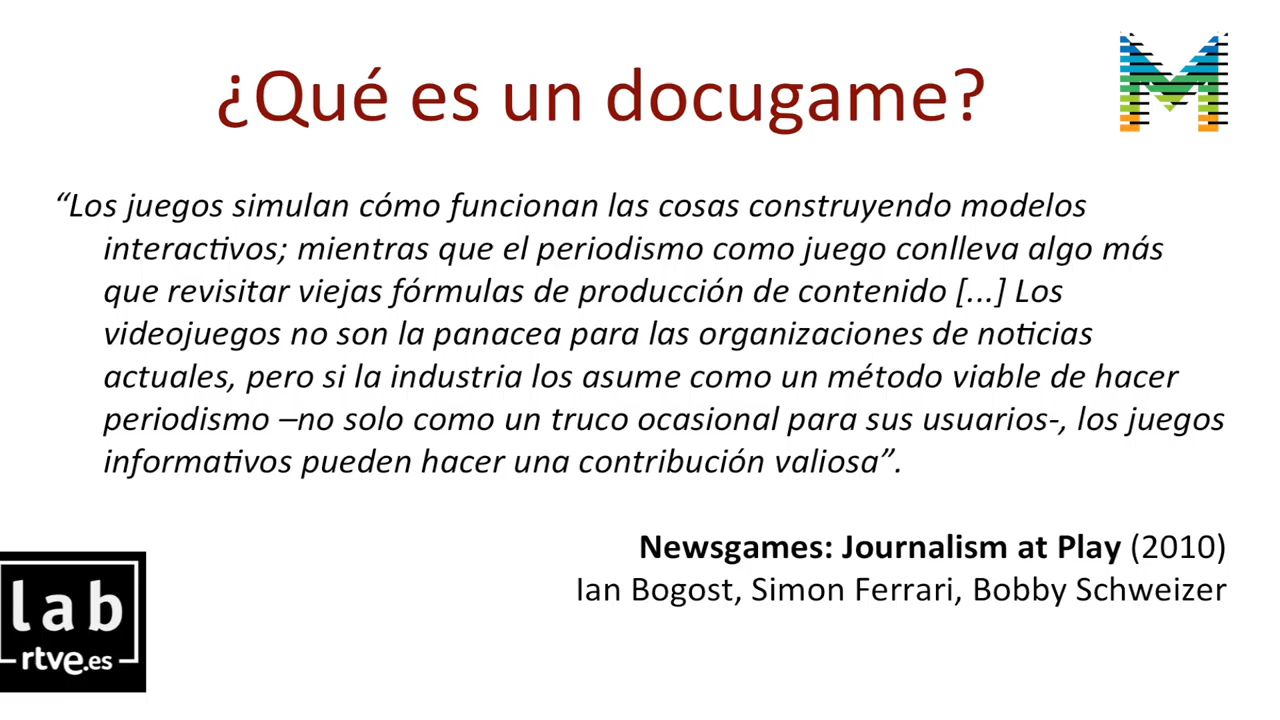 ¿Qué es un docugame?
“Los juegos simulan cómo funcionan las cosas construyendo modelos
interactivos; mientras que el periodismo como juego conlleva algo más
que revisitar viejas fórmulas de producción de contenido [...] Los
videojuegos no son la panacea para las organizaciones de noticias
actuales, pero si la industria los asume como un método viable de hacer
periodismo –no solo como un truco ocasional para sus usuarios-, los juegos
informativos pueden hacer una contribución valiosa”.
Newsgames: Journalism at Play (2010)
Ian Bogost, Simon Ferrari, Bobby Schweizer
lab
rtve.es
M